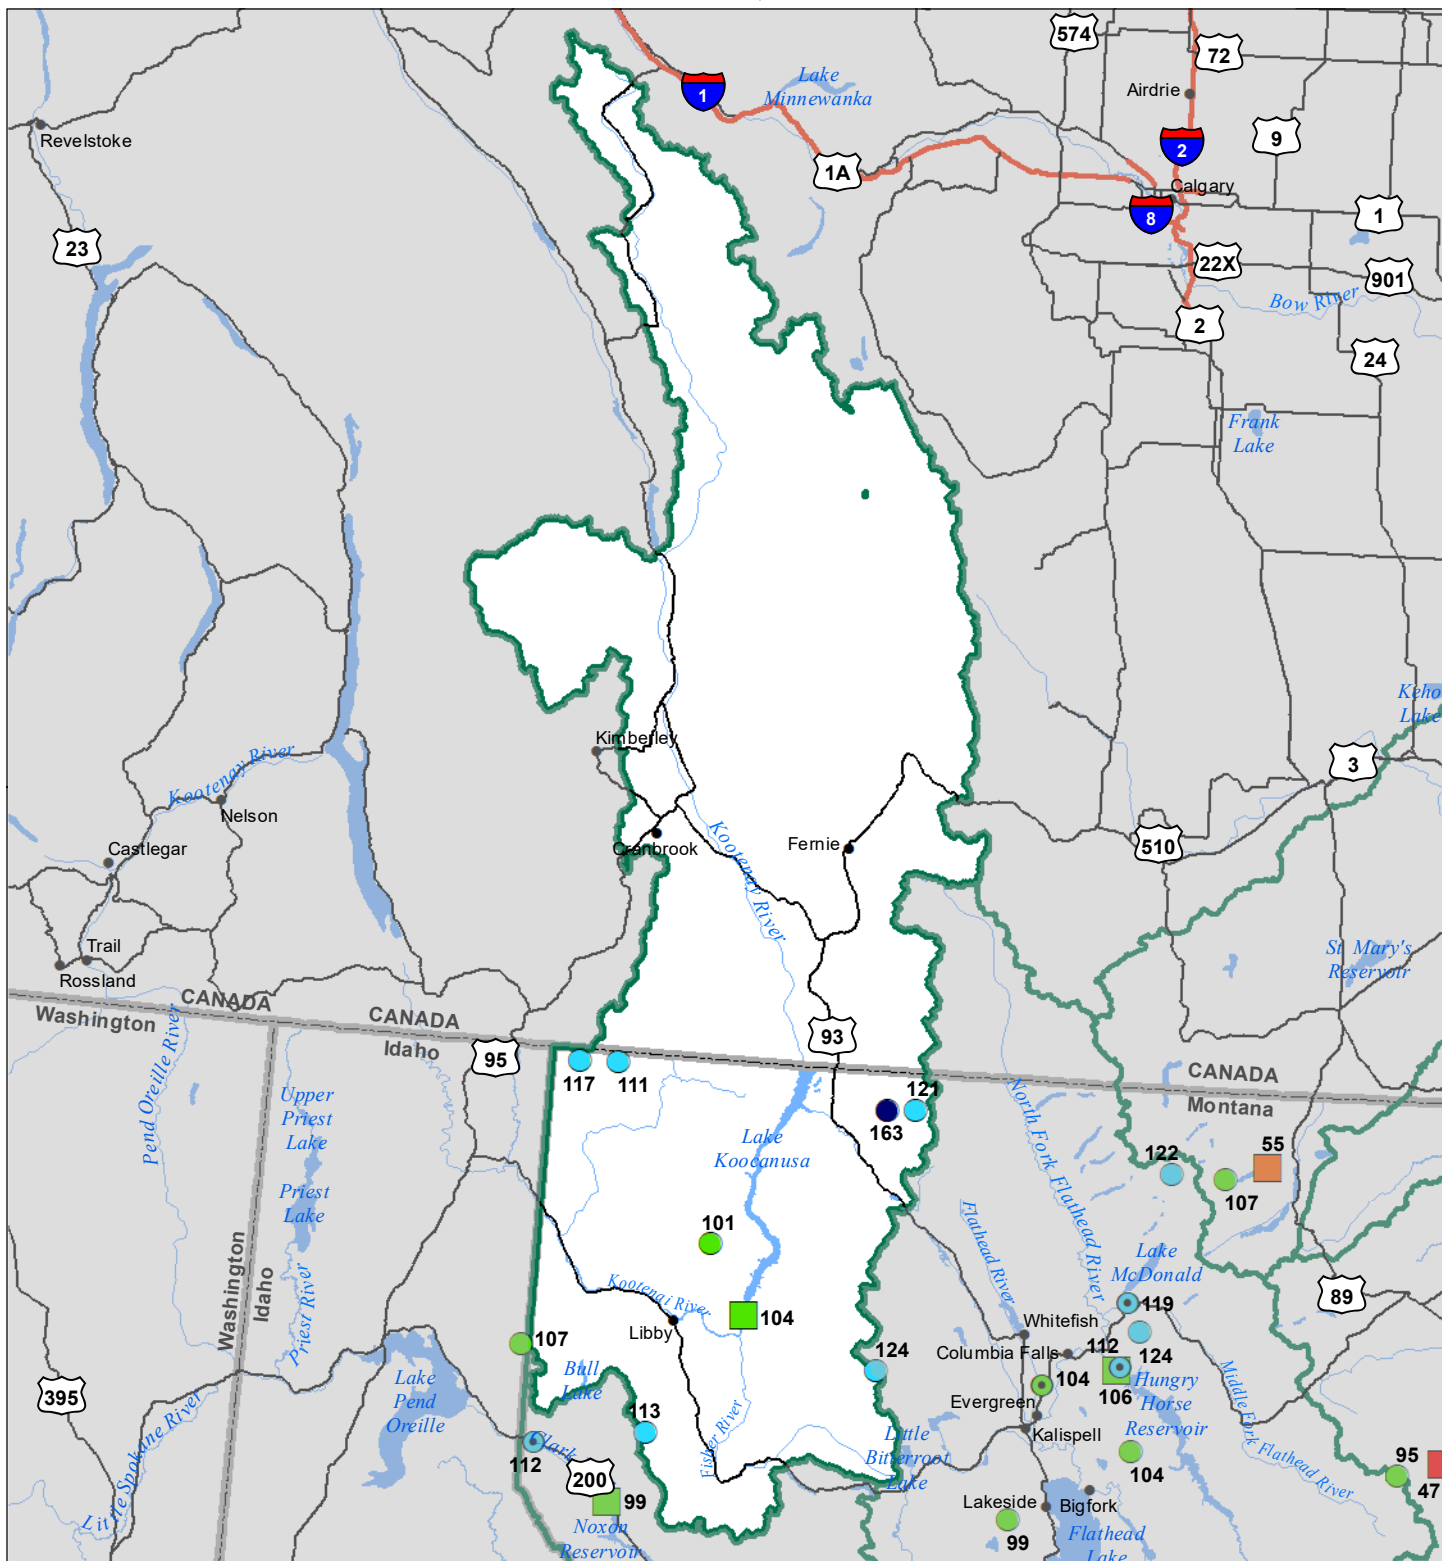 574
72
Lake
Minnewanka
1
Airdrie
Revelstoke
2
9
1A
Calgary
8
1
23
22X
901
Bow River
2
24
Frank
Lake
Keho
Lake
Kimberley
3
Kootenay River
Nelson
Castlegar
Kootenay River
Cranbrook
Fernie
510
Trail
Rossland
St. Mary's
Reservoir
CANADA
Washington
CANADA
Idaho
95
93
CANADA
Montana
117
111
121
163
Pend Oreille River
Upper
Priest
Lake
Lake
Koocanusa
North Fork Flathead River
122
55
107
Priest
Lake
Washington
Idaho
Priest River
101
Flathead River
Lake
McDonald
89
Kootenai River
104
Libby
119
Whitefish
Columbia Falls
112
124
106
107
Bull
Lake
124
Lake
Pend
Oreille
395
Little Spokane River
104
Hungry
Horse
Reservoir
Middle Fork Flathead River
Evergreen
Kalispell
113
Fisher River
Little
Bitterroot
Lake
Clark
112
200
99
Noxon
Reservoir
104
95
47
Lakeside
Bigfork
99
Flathead
Lake